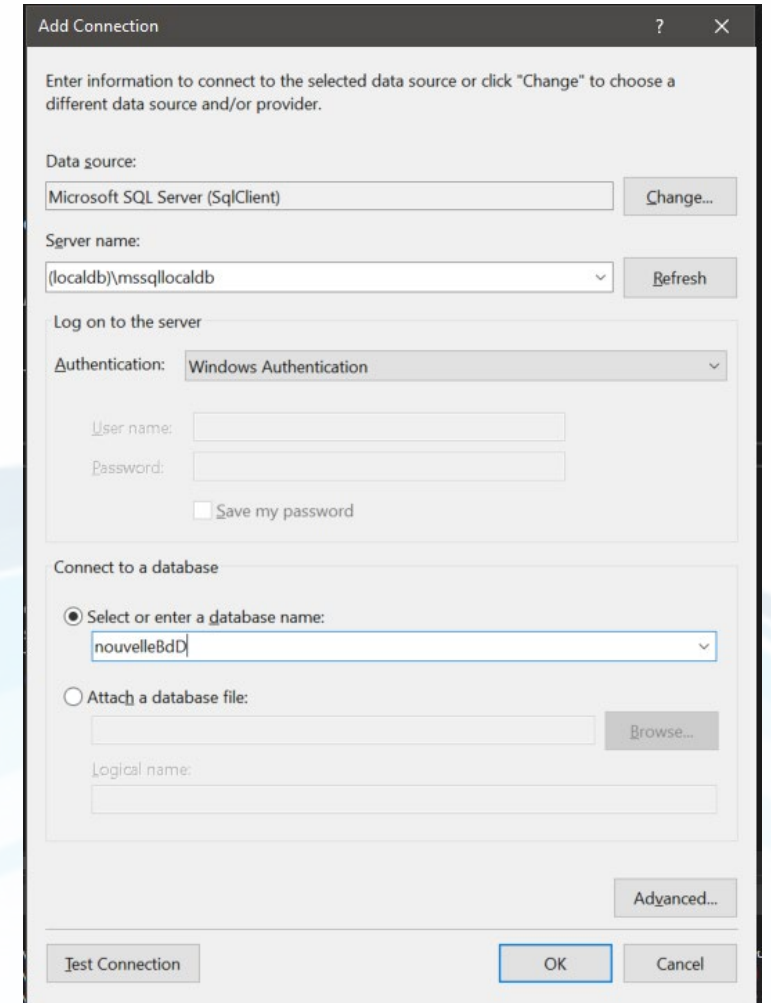 Add Connection ?
Enter information to connect to the selected data source or click "Change" to choose a
different data source and/or provider.
Data source:
Microsoft SQL Server (SqlClient) Change...
Server name:
(localdb)\mssqllocaldb Refresh
Log on to the server
Authentication: Windows Authentication
User name:
Password:
Save my password
Connect to a database
Select or enter a database name:
nouvelleBdD
Attach a database file:
Browse...
Logical name:
Advanced...
Test Connection OK Cancel